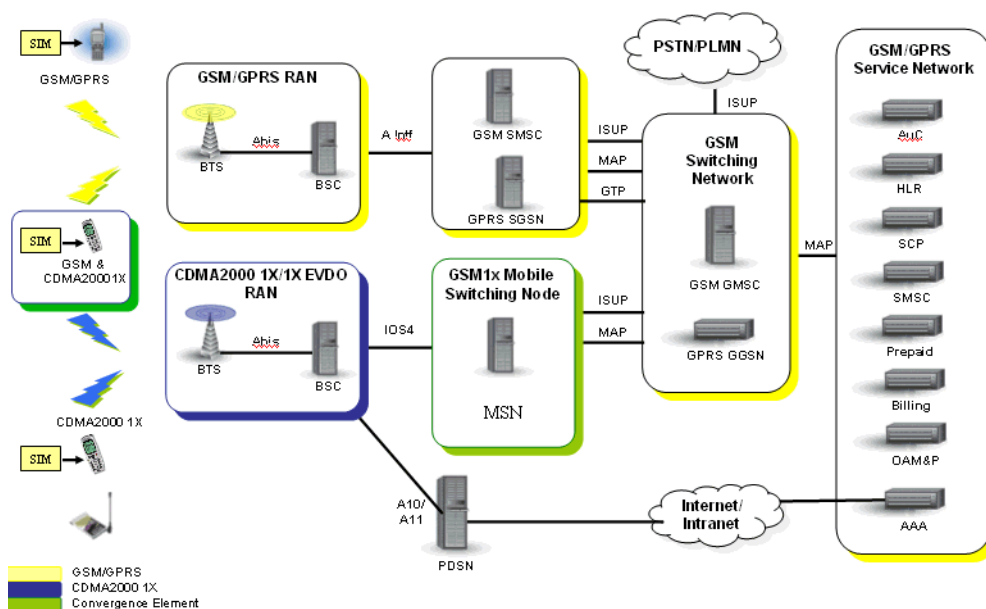 SIM
GSM/GPRS
SIM
GSM &
CDMA20001X
CDMA2000 1X
SIM
GSM/GPRS RAN
Abis
BTS
BSC
A Intf
GSM SMSC
GPRS SGSN
ISUP
MAP
GTP
PSTN/PLMN
ISUP
GSM
Switching
Network
GSM GMSC
GPRS GGSN
MAP
CDMA2000 1X/1X EVDO
RAN
Abis
BTS
BSC
IOS4
GSM1x Mobile
Switching Node
MSN
ISUP
MAP
A10/
A11
PDSN
Internet/
Intranet
GSM/GPRS
Service Network
AuC
HLR
SCP
SMSC
Prepaid
Billing
OAM&P
AAA
GSM/GPRS
CDMA2000 1X
Convergence Element